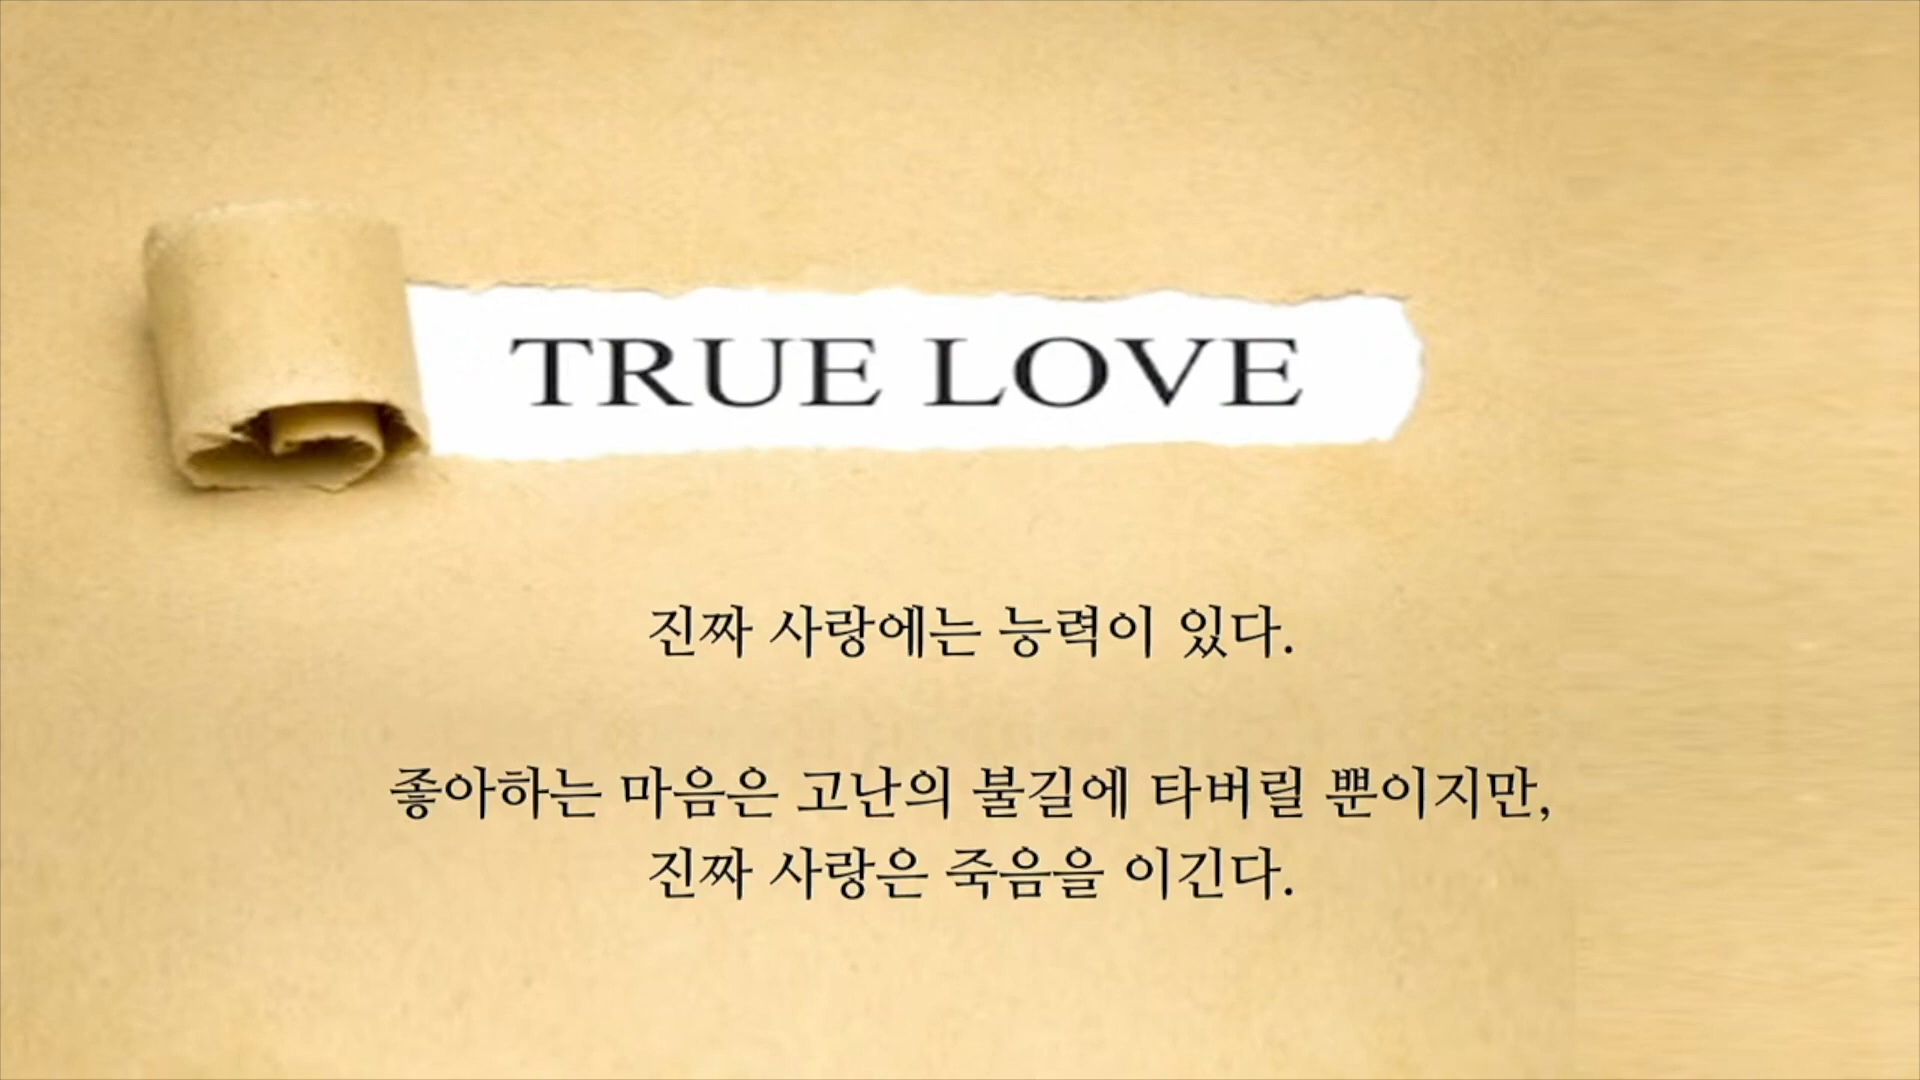 TRUE LOVE
진짜 사랑에는 능력이 있다.
좋아하는 마음은 고난의 불길에 타버릴 뿐이지만,
진짜 사랑은 죽음을 이긴다.